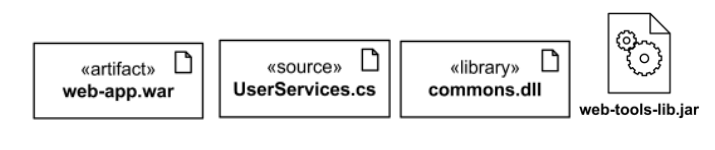 «artifact»
web-app.war
«source»
UserServices.cs
«library»
commons.dll
web-tools-lib.jar